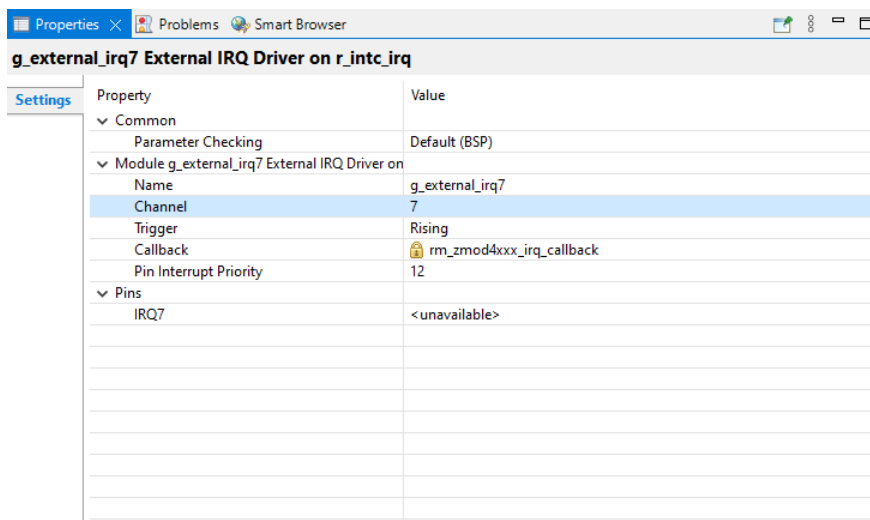 Properties Problems Smart Browser
g_external_irq7 External IRQ Driver on r_intc_irq
Settings
Property Value
Common
Parameter Checking Default (BSP)
Module g_external_irq7 External IRQ Driver on
Name g_external_irq7
Channel 7
Trigger Rising
Callback rm_zmod4xxx_irq_callback
Pin Interrupt Priority 12
Pins
IRQ7 <unavailable>